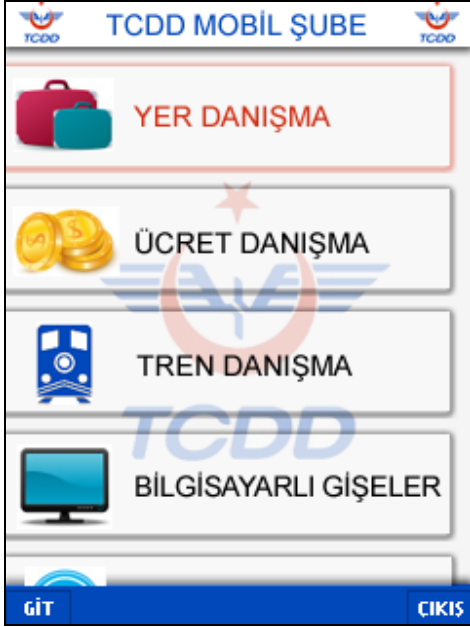 TCDD
TCDD MOBİL ŞUBE
TCDD
YER DANIŞMA
ÜCRET DANIŞMA
TREN DANIŞMA
TCDD
BİLGİSAYARLI GİŞELER
GİT
ÇIKIŞ